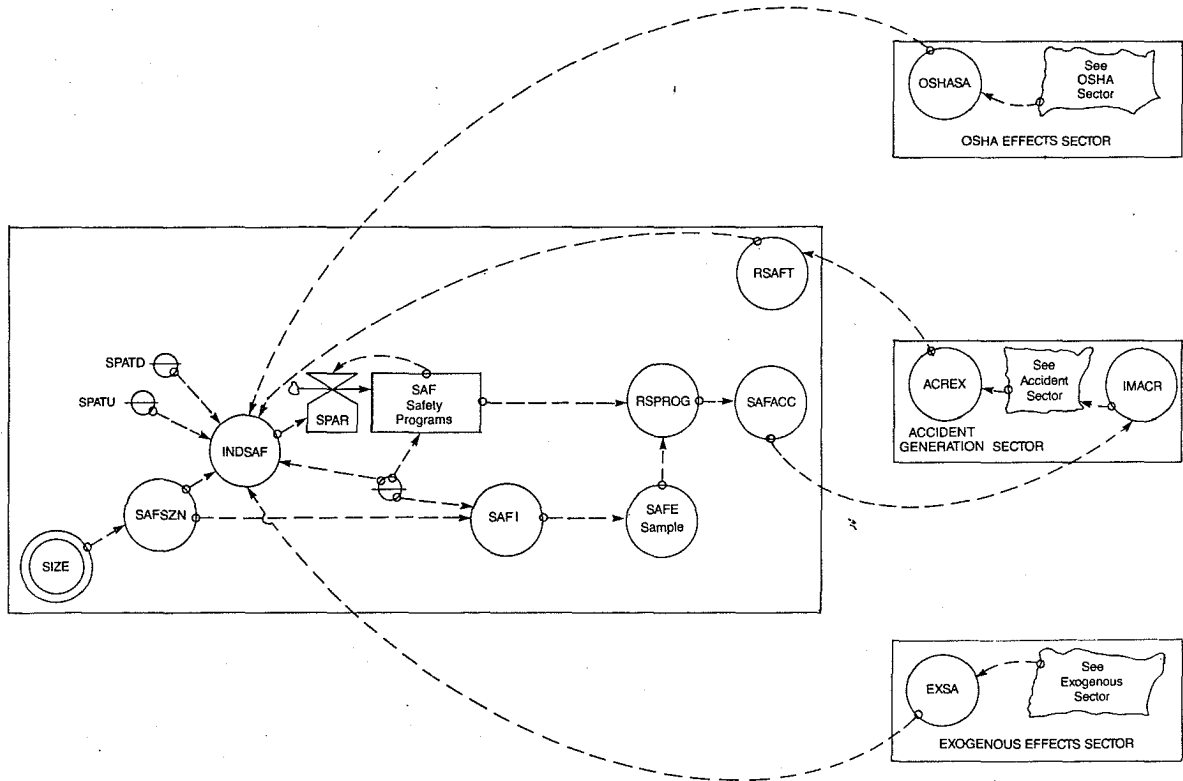 OSHASA
See
OSHA
Sector
OSHA EFFECTS SECTOR
RSAFT
SPATD
SPATU
SPAR
SAF
Safety
Programs
RSPROG
SAFACC
ACREX
See
Accident
Sector
IMACR
ACCIDENT
GENERATION SECTOR
INDSAF
SAFSZN
SAFI
SAFE
Sample
SIZE
EXSA
See
Exogenous
Sector
EXOGENOUS EFFECTS SECTOR